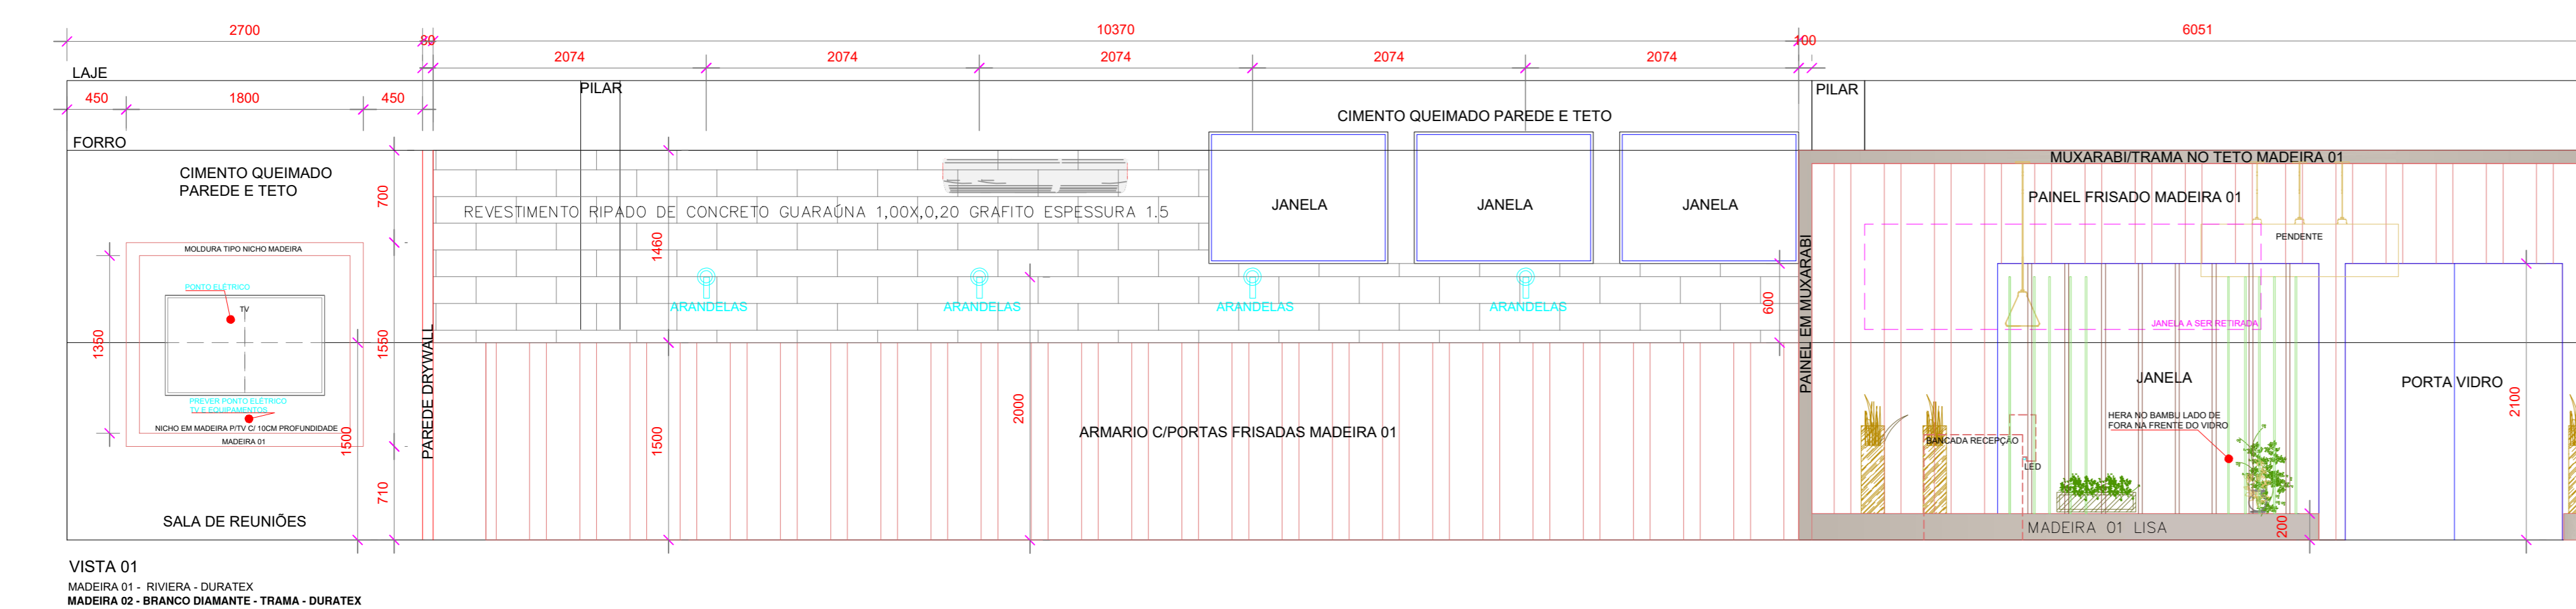 2700
80
10370
100
6051
2074
2074
2074
2074
2074
LAJE
PILAR
PILAR
450
1800
450
CIMENTO QUEIMADO PAREDE E TETO
FORRO
CIMENTO QUEIMADO
PAREDE E TETO
MUXARABI/TRAMA NO TETO MADEIRA 01
700
REVESTIMENTO RIPADO DE CONCRETO GUARAÚNA 1,00X,0,20 GRAFITO ESPESSURA 1.5
JANELA
JANELA
JANELA
PAINEL FRISADO MADEIRA 01
PENDENTE
MOLDURA TIPO NICHO MADEIRA
1460
PONTO ELÉTRICO
TV
ARANDELAS
ARANDELAS
ARANDELAS
ARANDELAS
600
PAINEL EM MUXARABI
JANELA A SER RETIRADA
1350
1550
PAREDE DRYWALL
JANELA
PORTA VIDRO
PREVER PONTO ELÉTRICO
TV E EQUIPAMENTOS
NICHO EM MADEIRA P/TV C/ 10CM PROFUNDIDADE
MADEIRA 01
1500
1500
2000
ARMARIO C/PORTAS FRISADAS MADEIRA 01
2100
HERA NO BAMBU LADO DE
FORA NA FRENTE DO VIDRO
BANCADA RECEPÇÃO
LED
710
SALA DE REUNIÕES
MADEIRA 01 LISA
200
VISTA 01
MADEIRA 01 - RIVIERA - DURATEX
MADEIRA 02 - BRANCO DIAMANTE - TRAMA - DURATEX